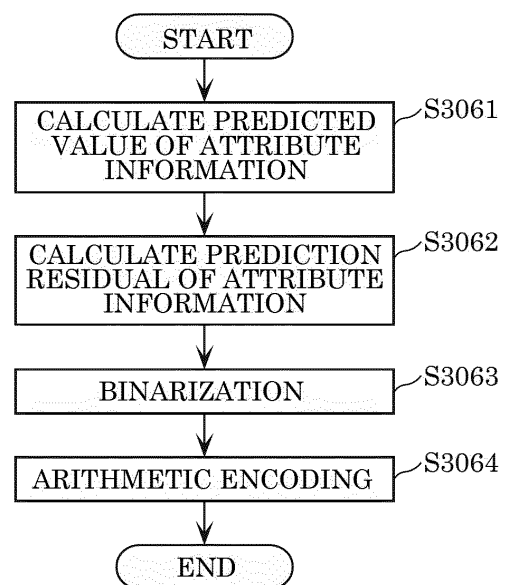 START
CALCULATE PREDICTED
VALUE OF ATTRIBUTE
INFORMATION
S3061
CALCULATE PREDICTION
RESIDUAL OF ATTRIBUTE
INFORMATION
S3062
BINARIZATION
S3063
ARITHMETIC ENCODING
S3064
END